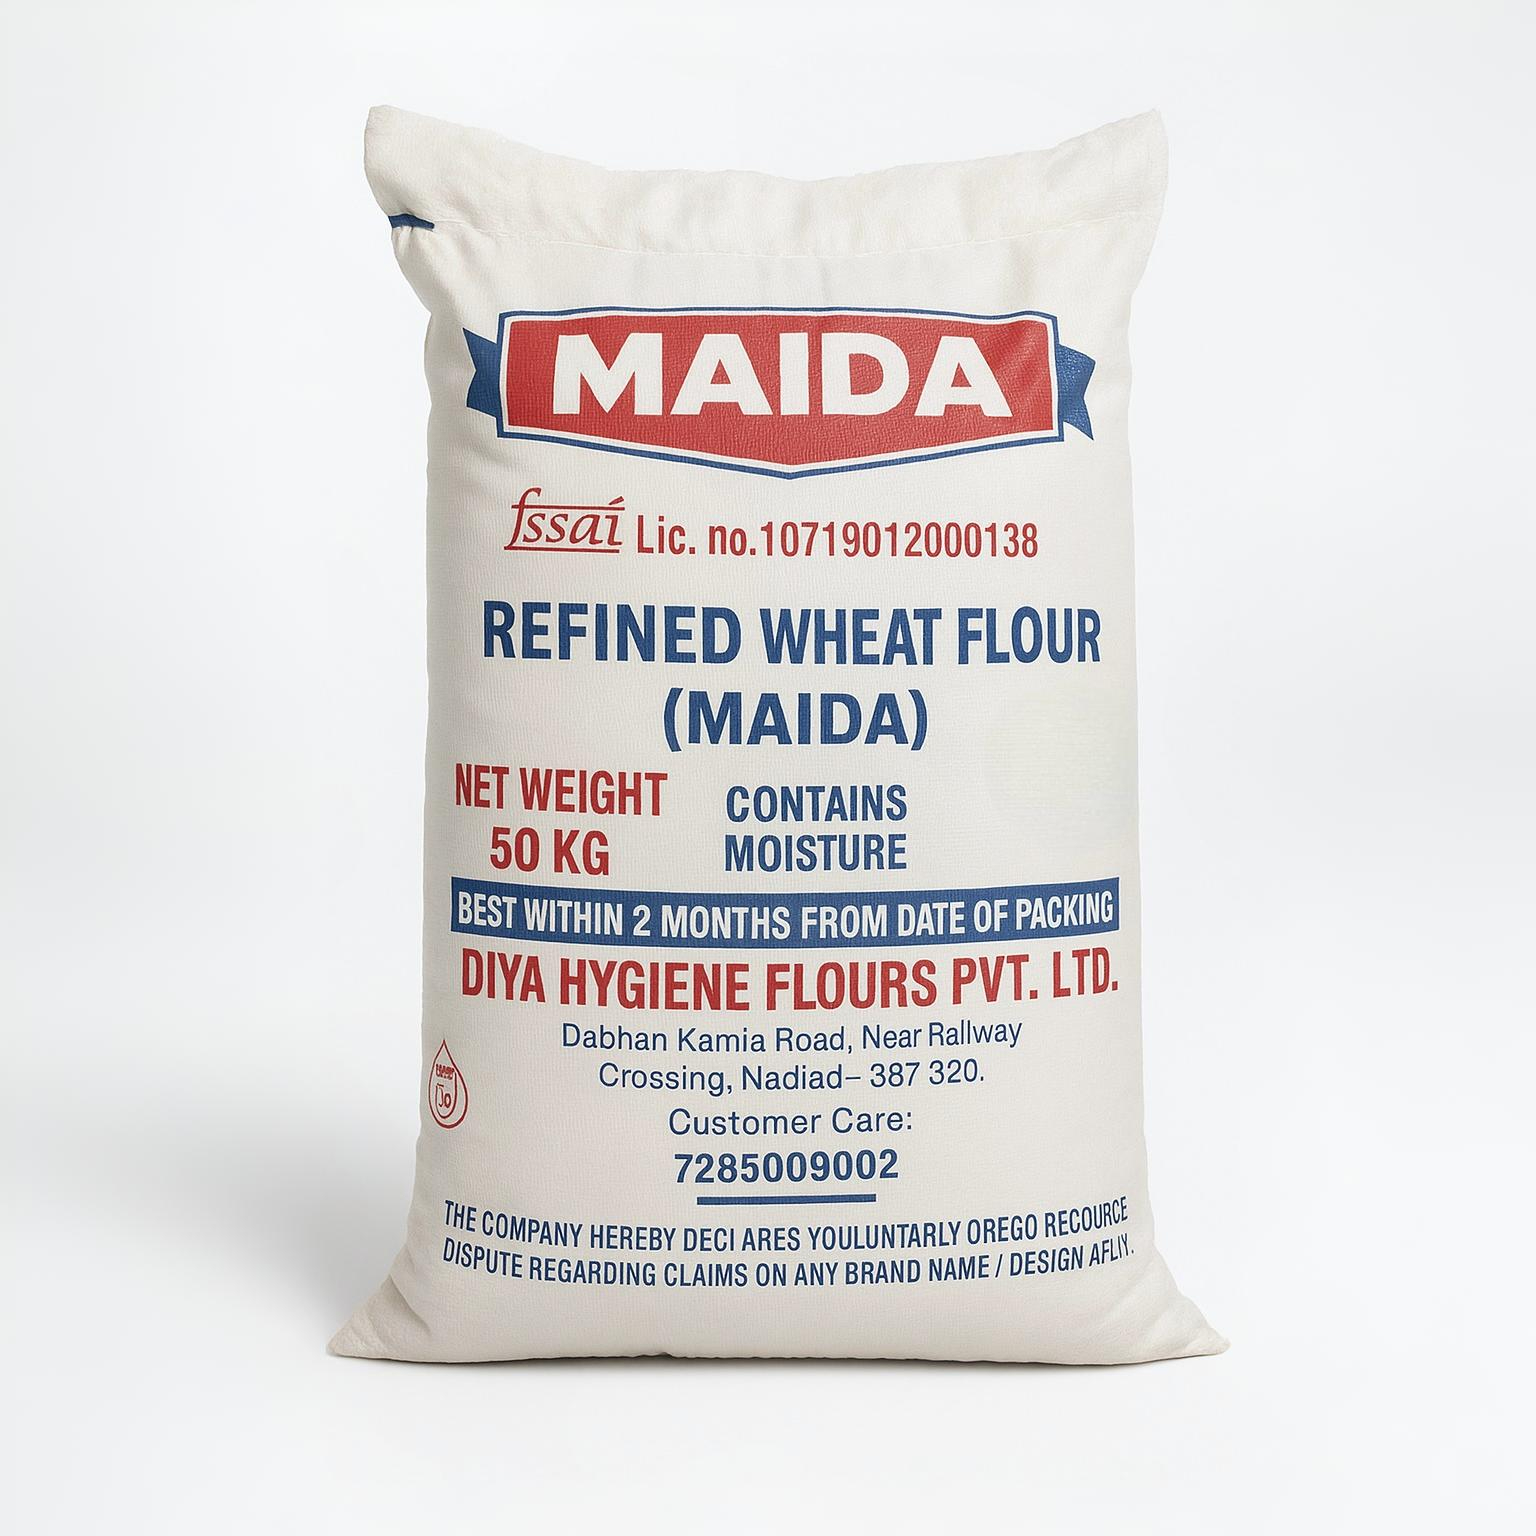 MAIDA
fssai Lic. no.10719012000138
REFINED WHEAT FLOUR
(MAIDA)
NET WEIGHT
50 KG
CONTAINS
MOISTURE
BEST WITHIN 2 MONTHS FROM DATE OF PACKING
DIYA HYGIENE FLOURS PVT. LTD.
Dabhan Kamia Road, Near Rallway
Crossing, Nadiad– 387 320.
Customer Care:
7285009002
THE COMPANY HEREBY DECI ARES YOULUNTARLY OREGO RECOURCE
DISPUTE REGARDING CLAIMS ON ANY BRAND NAME / DESIGN AFLIY.